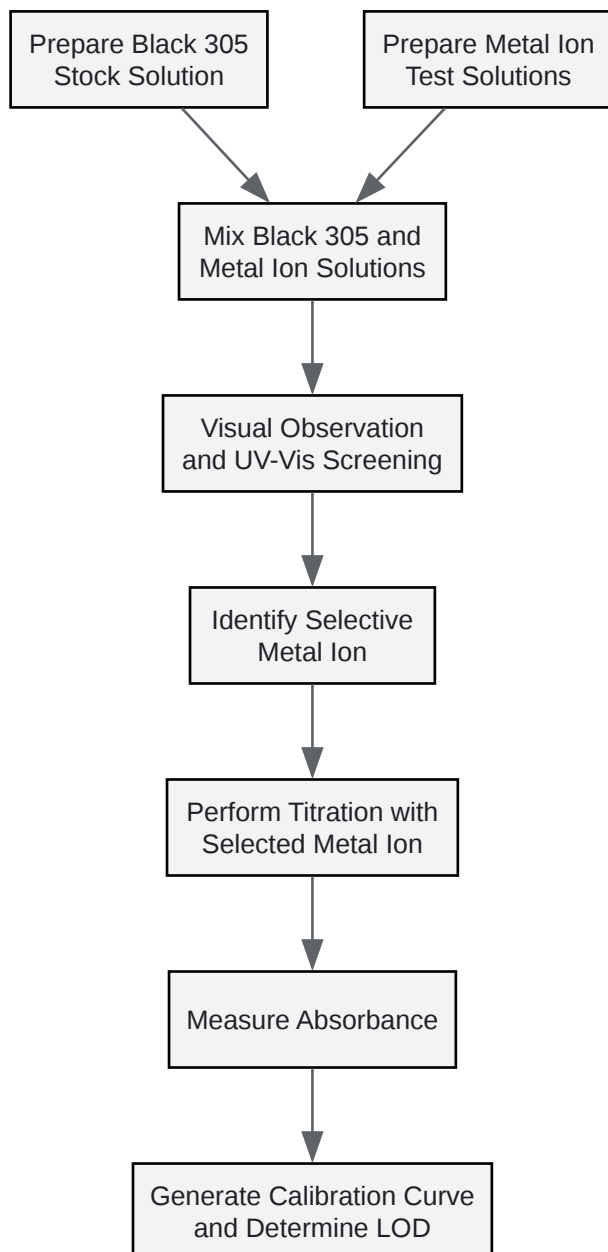 Prepare Black 305
Stock Solution
Prepare Metal Ion
Test Solutions
Mix Black 305 and
Metal Ion Solutions
Visual Observation
and UV-Vis Screening
Identify Selective
Metal Ion
Perform Titration with
Selected Metal Ion
Measure Absorbance
Generate Calibration Curve
and Determine LOD